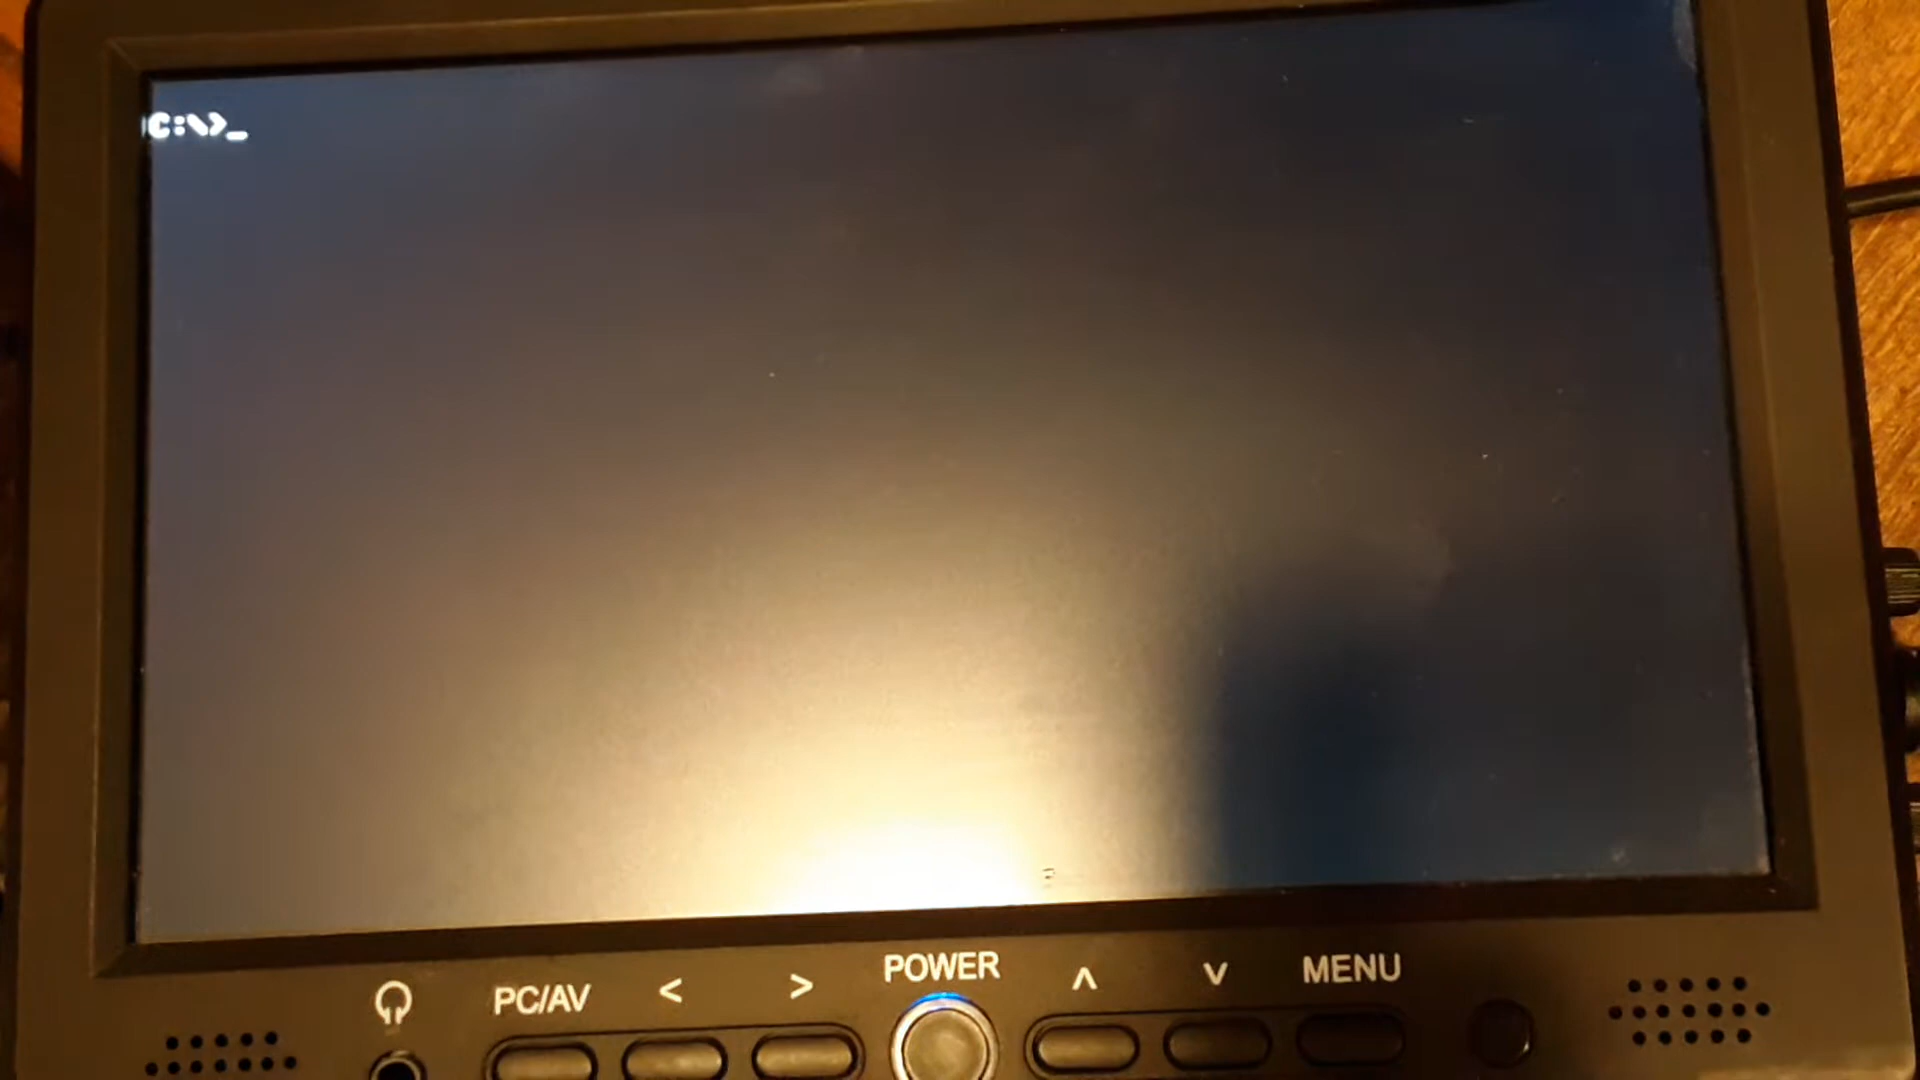 C:\>_
POWER
PC/AV < > ∧ ∨ MENU